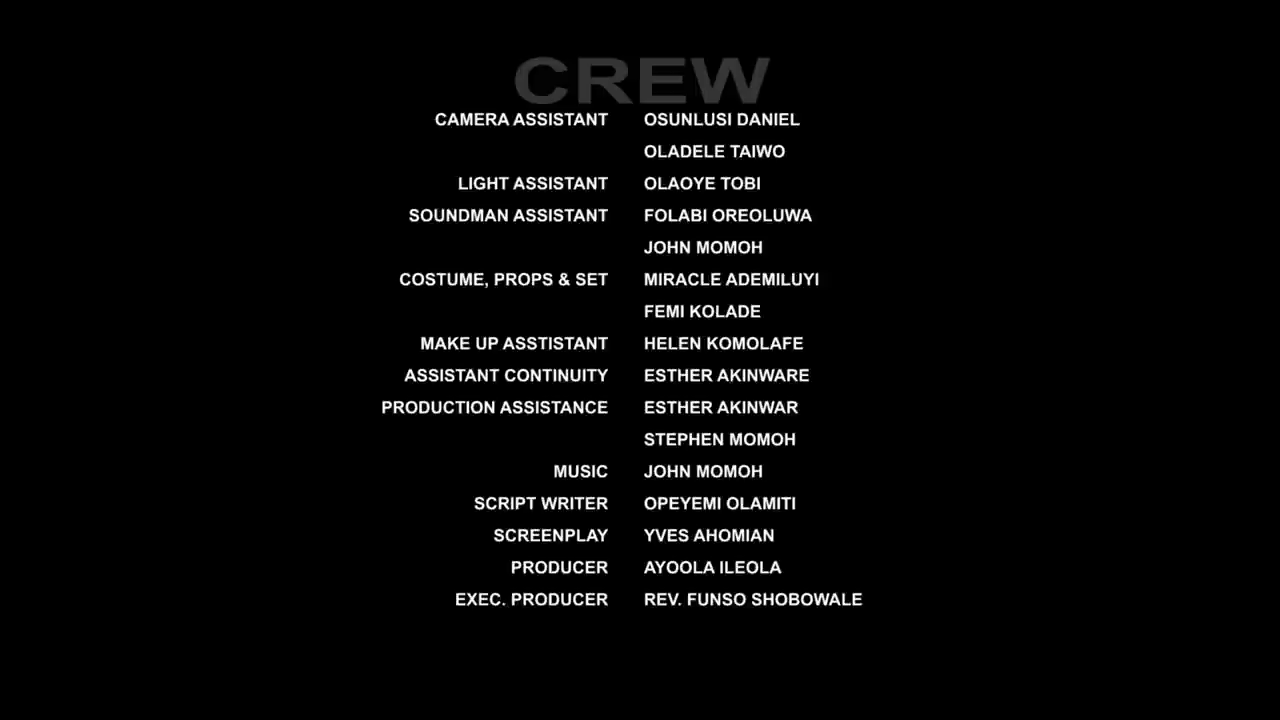 CREW
CAMERA ASSISTANT OSUNLUSI DANIEL
OLADELE TAIWO
LIGHT ASSISTANT OLAOYE TOBI
SOUNDMAN ASSISTANT FOLABI OREOLUWA
JOHN MOMOH
COSTUME, PROPS & SET MIRACLE ADEMILUYI
FEMI KOLADE
MAKE UP ASSTISTANT HELEN KOMOLAFE
ASSISTANT CONTINUITY ESTHER AKINWARE
PRODUCTION ASSISTANCE ESTHER AKINWAR
STEPHEN MOMOH
MUSIC JOHN MOMOH
SCRIPT WRITER OPEYEMI OLAMITI
SCREENPLAY YVES AHOMIAN
PRODUCER AYOOLA ILEOLA
EXEC. PRODUCER REV. FUNSO SHOBOWALE